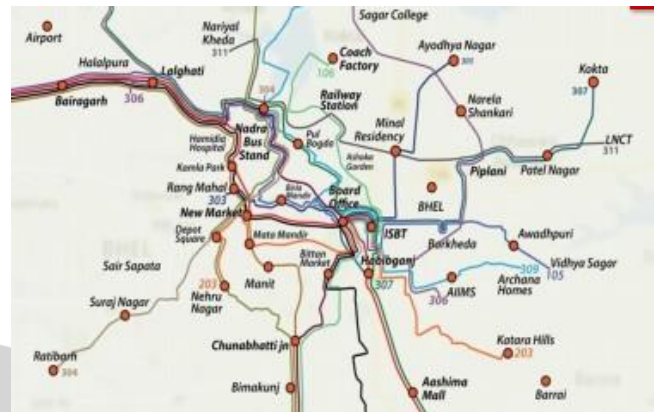 Sagar College
Airport
Nariyal
Kheda
311
Coach
Factory
106
Ayodhya Nagar
Halalpura
Lalghati
Kokta
307
Bairagarh
306
304
Railway
Station
Narela
Shankari
Nadra
Bus
Stand
Hamidia
Hospital
Pul
Bogda
Minal
Residency
LNCT
311
Kamla Park
Ashoka
Garden
Piplani
Patel Nagar
Rang Mahal
303
Birla
Mandir
Board
Office
BHEL
New Market
Depot
Square
Mata Mandir
ISBT
Barkheda
Awadhpuri
Sair Sapata
Bittan
Market
Habibganj
307
Vidhya Sagar
105
309
Archana
Homes
203
Nehru
Nagar
Manit
306
AIIMS
Suraj Nagar
Chunabhatti jn
Katara Hills
203
Ratibarh
304
Bimakunj
Aashima
Mall
Barrai